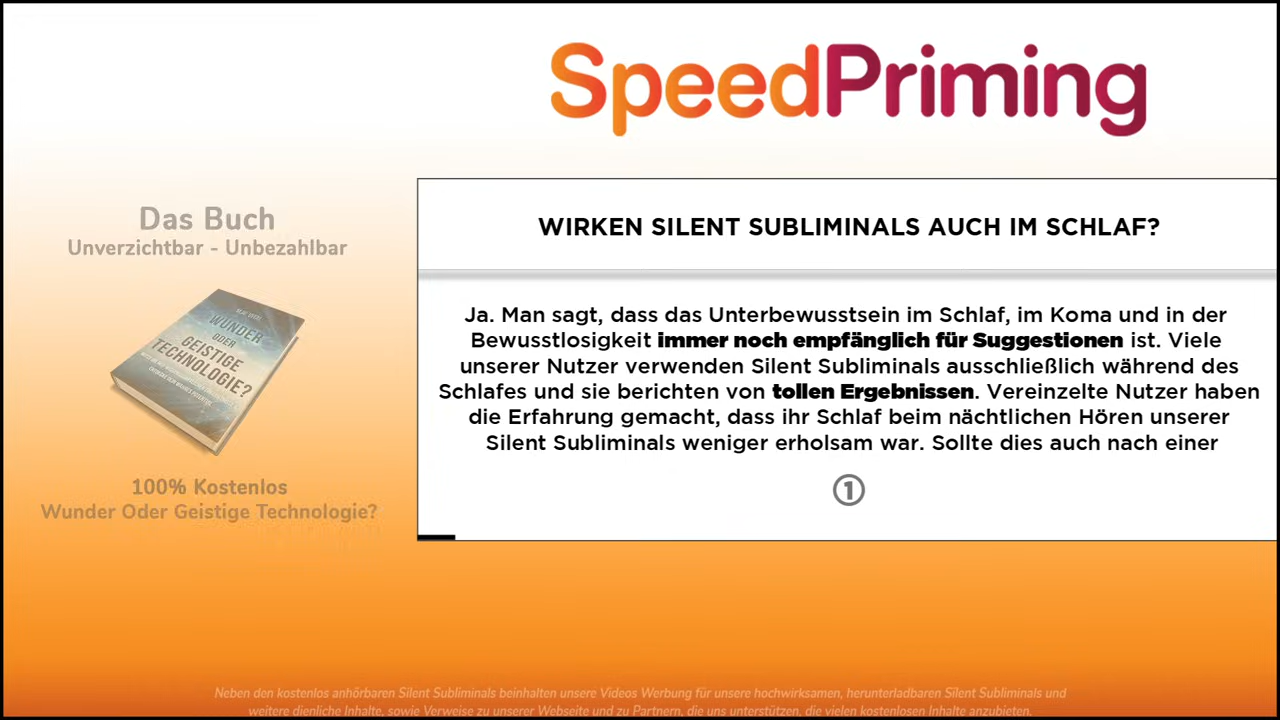 SpeedPriming
Das Buch
Unverzichtbar - Unbezahlbar
WUNDER
ODER
GEISTIGE
TECHNOLOGIE?
100% Kostenlos
Wunder Oder Geistige Technologie?
WIRKEN SILENT SUBLIMINALS AUCH IM SCHLAF?
Ja. Man sagt, dass das Unterbewusstsein im Schlaf, im Koma und in der
Bewusstlosigkeit immer noch empfänglich für Suggestionen ist. Viele
unserer Nutzer verwenden Silent Subliminals ausschließlich während des
Schlafes und sie berichten von tollen Ergebnissen. Vereinzelte Nutzer haben
die Erfahrung gemacht, dass ihr Schlaf beim nächtlichen Hören unserer
Silent Subliminals weniger erholsam war. Sollte dies auch nach einer
①
Neben den kostenlos anhörbaren Silent Subliminals beinhalten unsere Videos Werbung für unsere hochwirksamen, herunterladbaren Silent Subliminals und
weitere dienliche Inhalte, sowie Verweise zu unserer Webseite und zu Partnern, die uns unterstützen, die vielen kostenlosen Inhalte anzubieten.